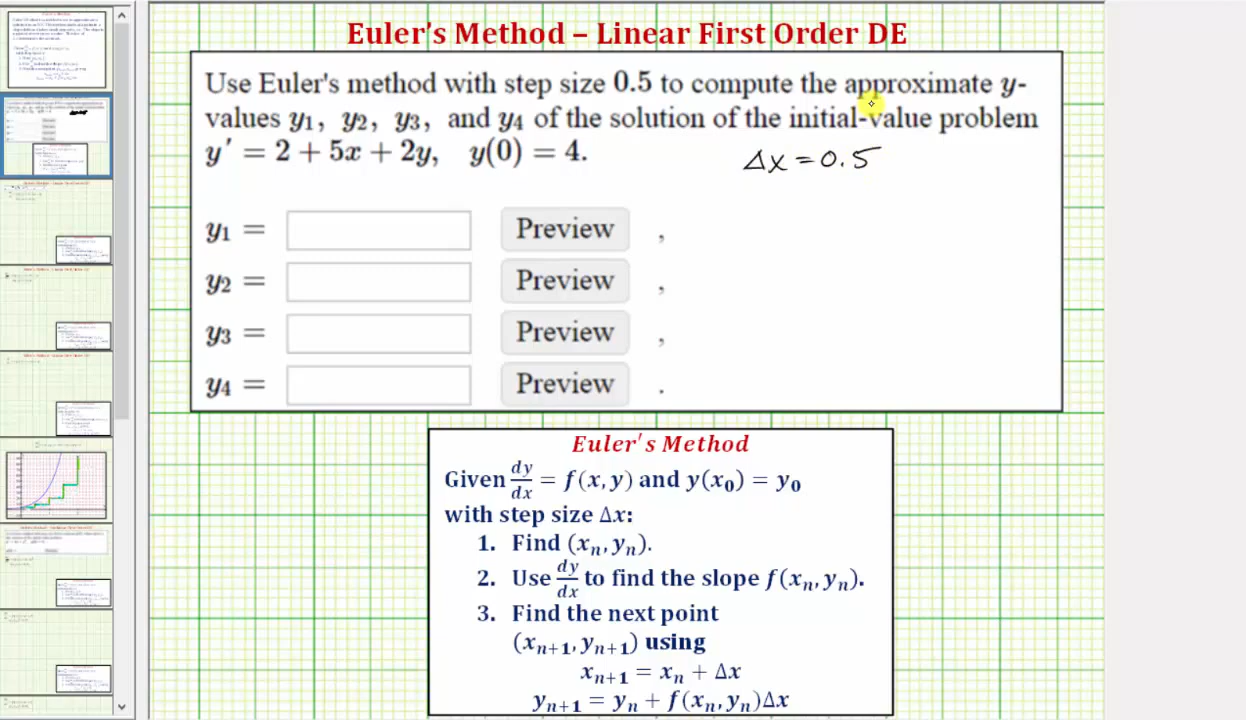 Euler's Method – Linear First Order DE
Use Euler's method with step size 0.5 to compute the approximate y-
values y₁, y₂, y₃, and y₄ of the solution of the initial-value problem
y′ = 2 + 5x + 2y, y(0) = 4.
Δx = 0.5
y₁ = Preview ,
y₂ = Preview ,
y₃ = Preview ,
y₄ = Preview .
Euler's Method
Given dy/dx = f(x, y) and y(x₀) = y₀
with step size Δx:
1. Find (xₙ, yₙ).
2. Use dy/dx to find the slope f(xₙ, yₙ).
3. Find the next point
(xₙ₊₁, yₙ₊₁) using
xₙ₊₁ = xₙ + Δx
yₙ₊₁ = yₙ + f(xₙ, yₙ)Δx